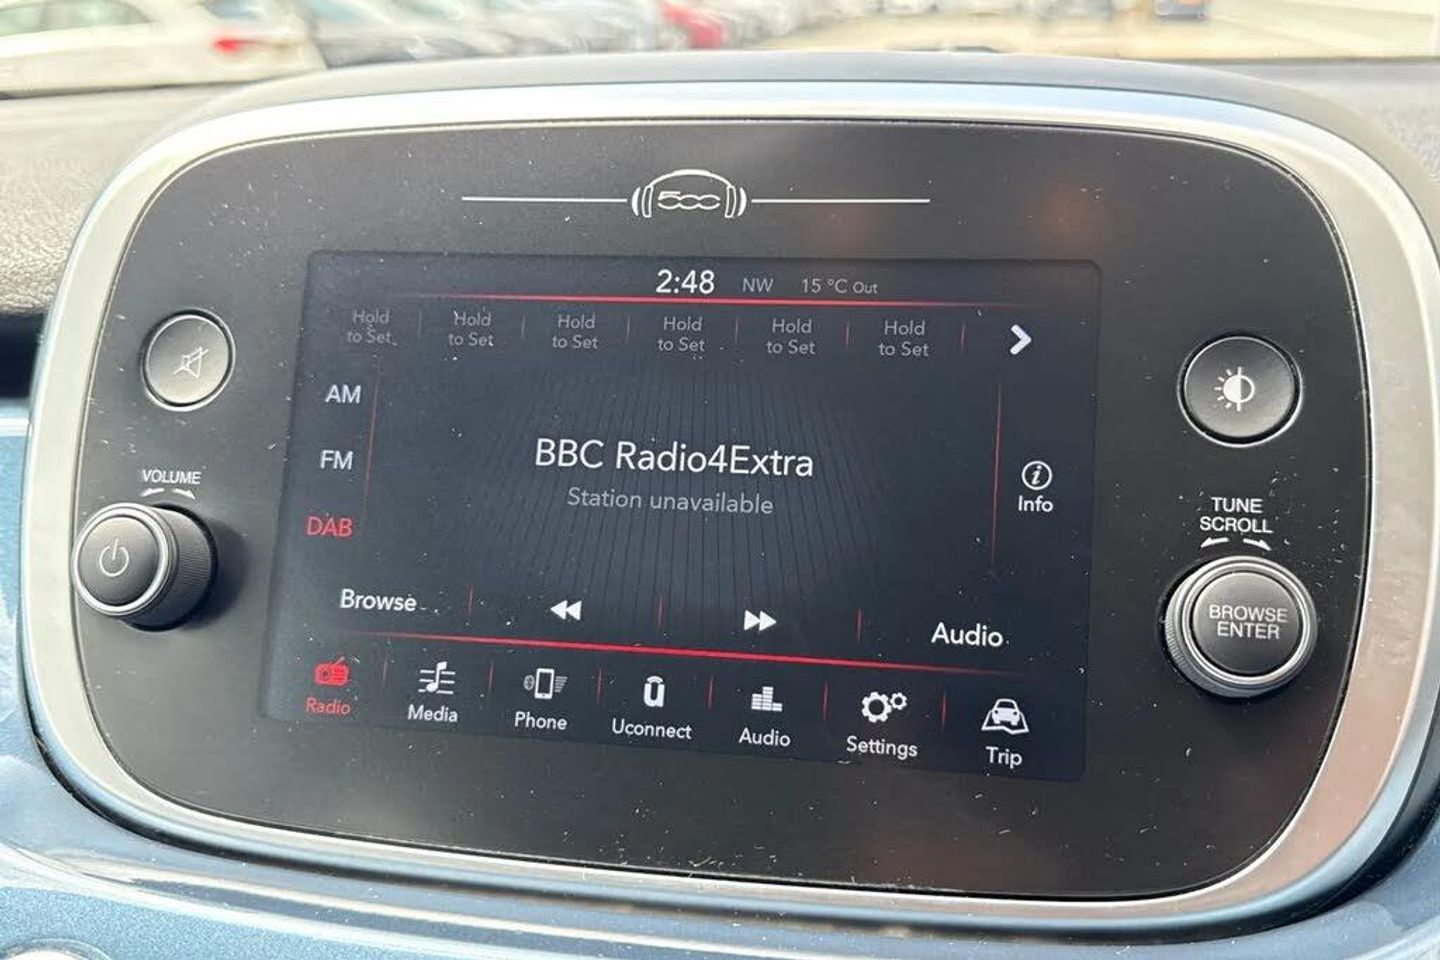 500
2:48 NW 15 °C Out
Hold to Set Hold to Set Hold to Set Hold to Set Hold to Set Hold to Set
AM
FM
DAB
BBC Radio4Extra
Station unavailable
Info
Browse
Audio
Radio Media Phone Uconnect Audio Settings Trip
VOLUME
TUNE
SCROLL
BROWSE
ENTER